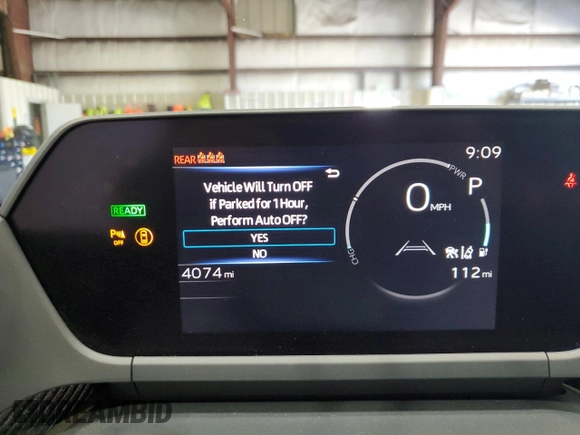 REAR
9:09
Vehicle Will Turn OFF
if Parked for 1 Hour,
Perform Auto OFF?
YES
NO
4074 mi
PWR
P
0 MPH
CHG
112 mi
READY
P OFF
DREAMBID